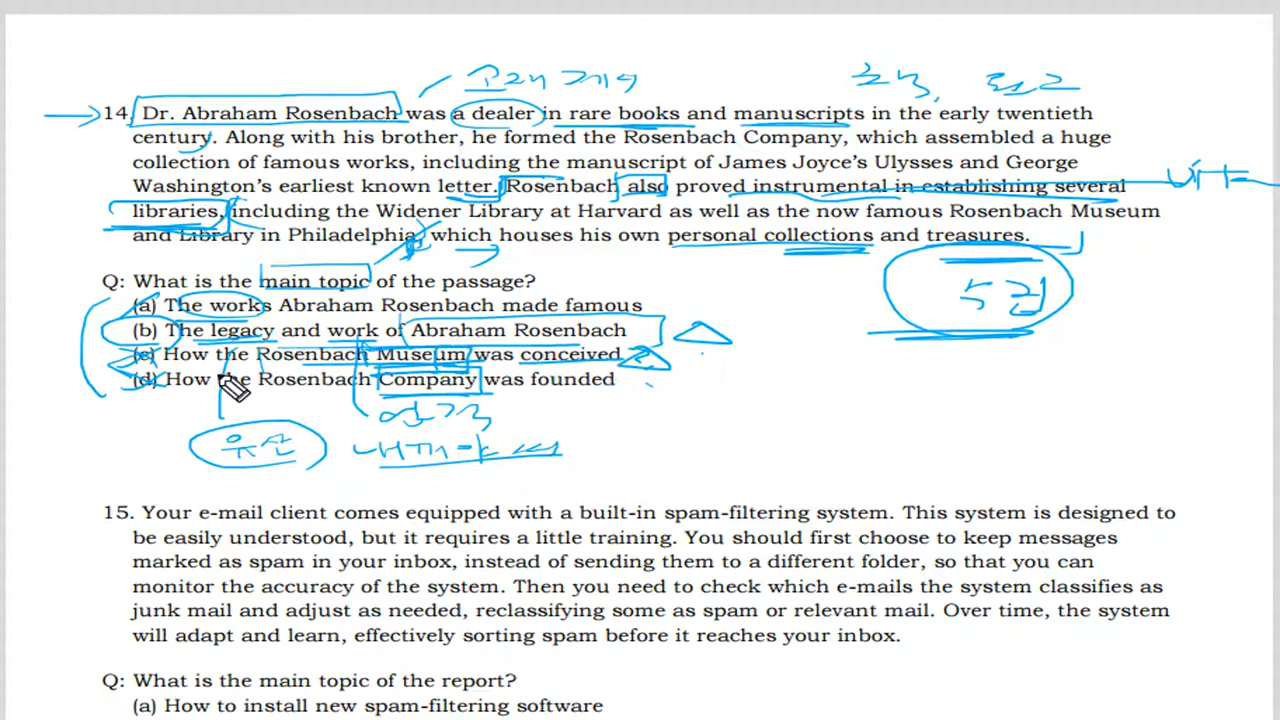 소재 제시
희농, 원고
14. Dr. Abraham Rosenbach was a dealer in rare books and manuscripts in the early twentieth
century. Along with his brother, he formed the Rosenbach Company, which assembled a huge
collection of famous works, including the manuscript of James Joyce's Ulysses and George
Washington's earliest known letter. Rosenbach also proved instrumental in establishing several
libraries, including the Widener Library at Harvard as well as the now famous Rosenbach Museum
and Library in Philadelphia, which houses his own personal collections and treasures.
Q: What is the main topic of the passage?
(a) The works Abraham Rosenbach made famous
(b) The legacy and work of Abraham Rosenbach
(c) How the Rosenbach Museum was conceived
(d) How the Rosenbach Company was founded
유산
15. Your e-mail client comes equipped with a built-in spam-filtering system. This system is designed to
be easily understood, but it requires a little training. You should first choose to keep messages
marked as spam in your inbox, instead of sending them to a different folder, so that you can
monitor the accuracy of the system. Then you need to check which e-mails the system classifies as
junk mail and adjust as needed, reclassifying some as spam or relevant mail. Over time, the system
will adapt and learn, effectively sorting spam before it reaches your inbox.
Q: What is the main topic of the report?
(a) How to install new spam-filtering software